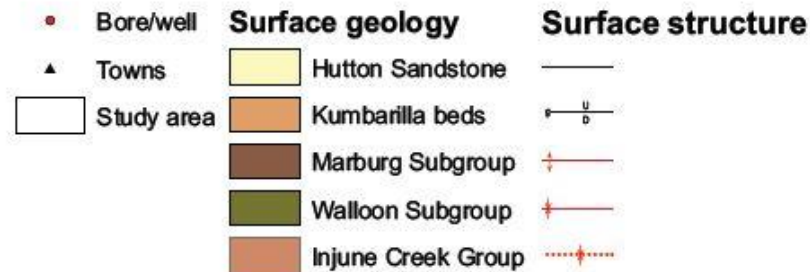 Bore/well
Towns
Study area
Surface geology
Hutton Sandstone
Kumbarilla beds
Marburg Subgroup
Walloon Subgroup
Injune Creek Group
Surface structure
U
D